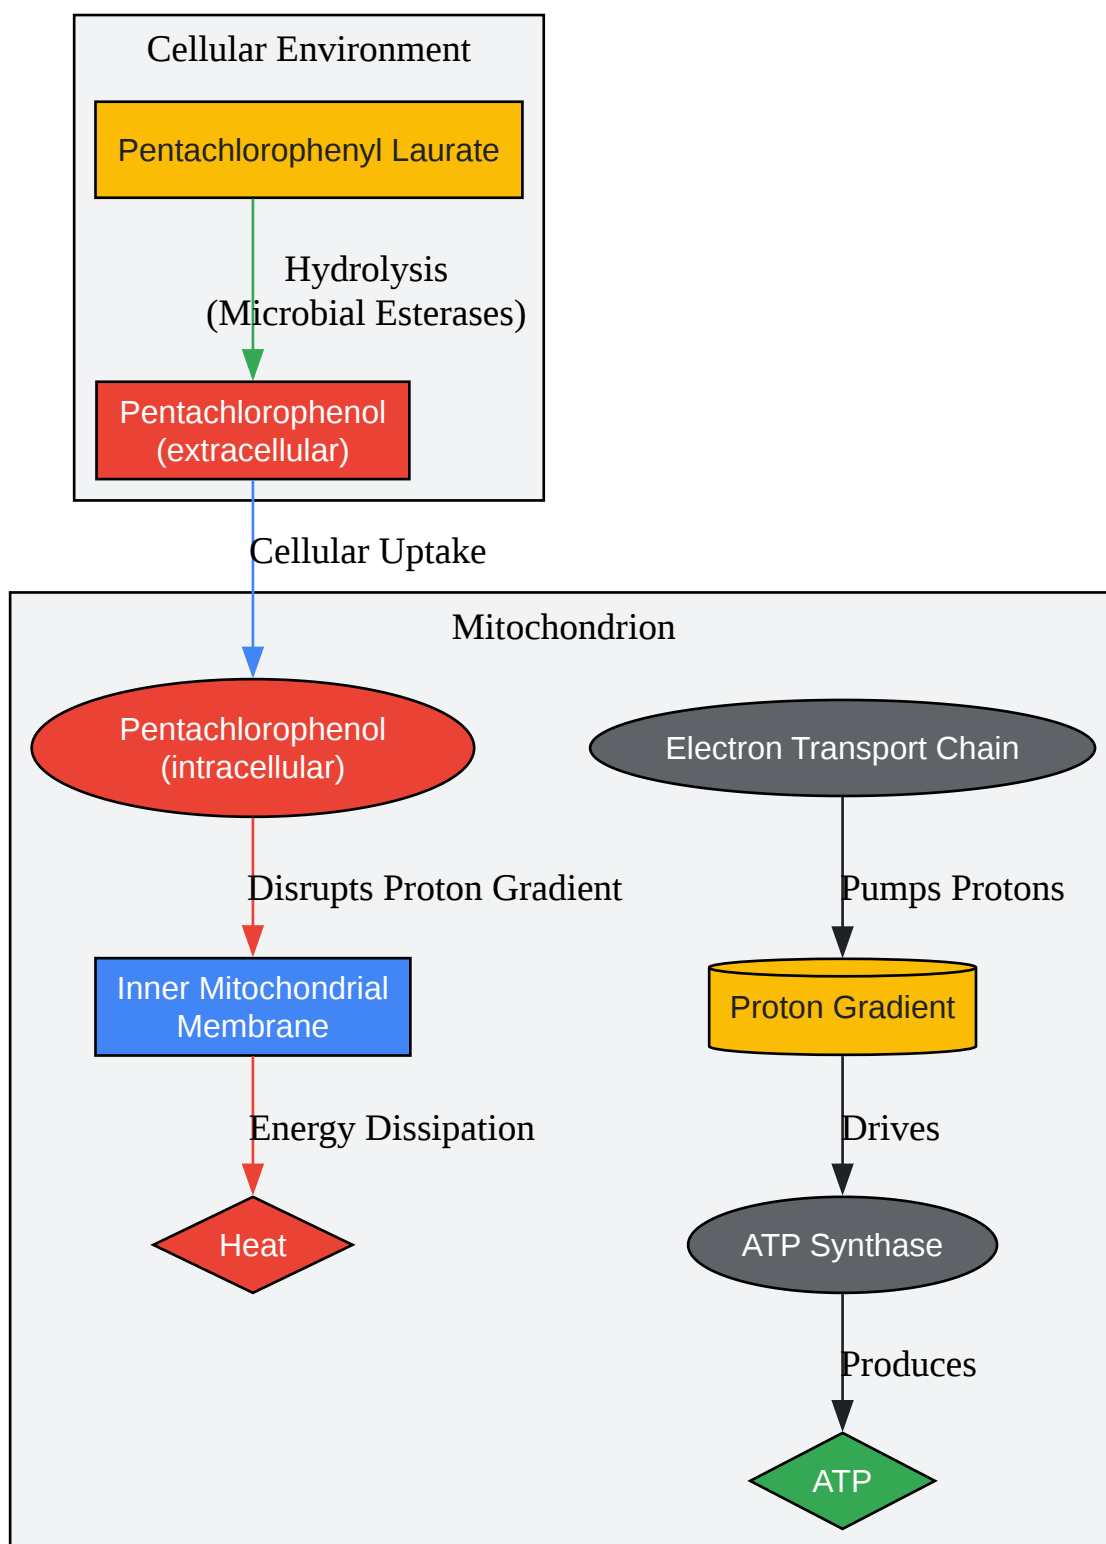 Cellular Environment
Pentachlorophenyl Laurate
Hydrolysis
(Microbial Esterases)
Pentachlorophenol
(extracellular)
Cellular Uptake
Mitochondrion
Pentachlorophenol
(intracellular)
Electron Transport Chain
Disrupts Proton Gradient
Pumps Protons
Inner Mitochondrial
Membrane
Proton Gradient
Energy Dissipation
Drives
Heat
ATP Synthase
Produces
ATP